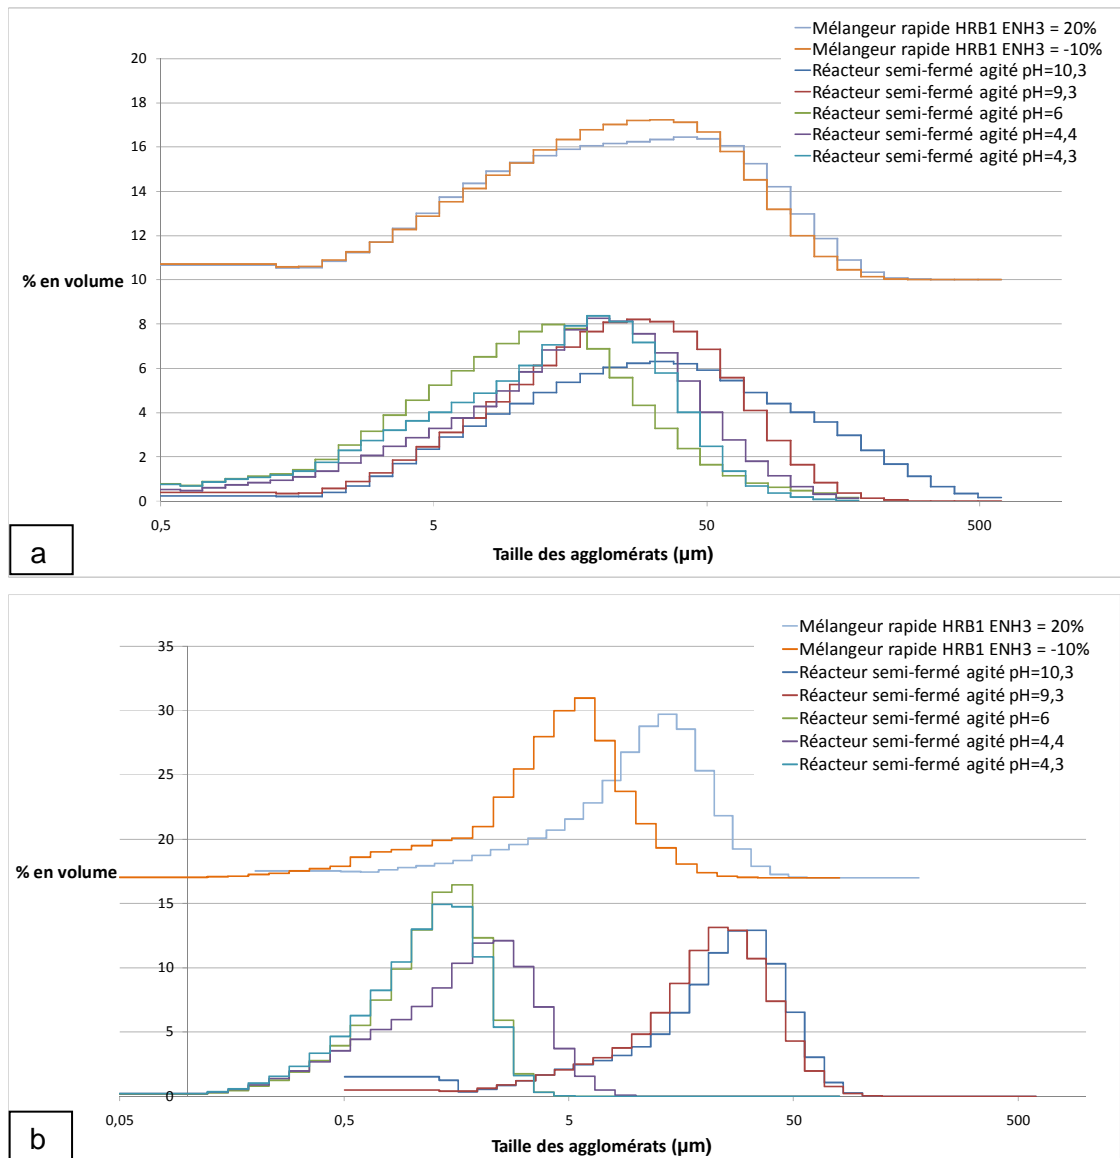 Mélangeur rapide HRB1 ENH3 = 20%
Mélangeur rapide HRB1 ENH3 = -10%
Réacteur semi-fermé agité pH=10,3
Réacteur semi-fermé agité pH=9,3
Réacteur semi-fermé agité pH=6
Réacteur semi-fermé agité pH=4,4
Réacteur semi-fermé agité pH=4,3
20
18
16
14
12
10
% en volume
8
6
4
2
0
0,5
5
50
500
Taille des agglomérats (µm)
a
Mélangeur rapide HRB1 ENH3 = 20%
Mélangeur rapide HRB1 ENH3 = -10%
Réacteur semi-fermé agité pH=10,3
Réacteur semi-fermé agité pH=9,3
Réacteur semi-fermé agité pH=6
Réacteur semi-fermé agité pH=4,4
Réacteur semi-fermé agité pH=4,3
35
30
25
20
% en volume
15
10
5
0
0,05
0,5
5
50
500
Taille des agglomérats (µm)
b